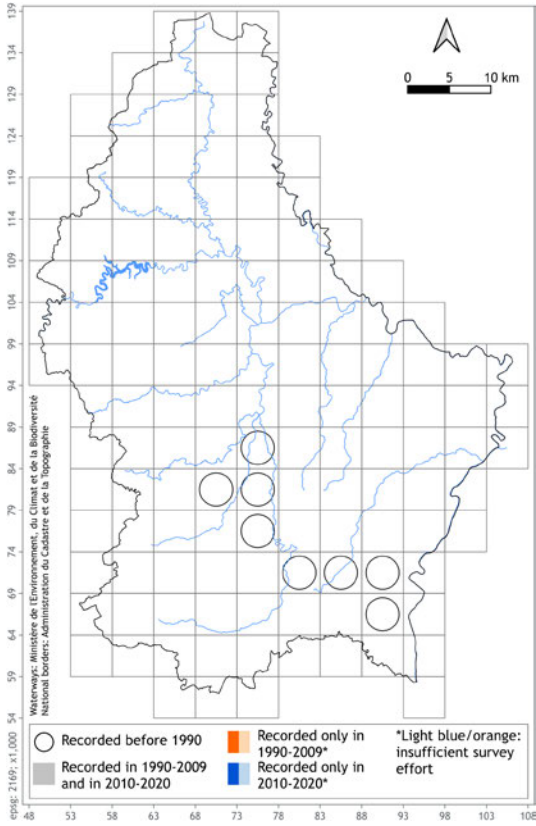 139
134
129
124
119
114
109
104
99
94
89
84
79
74
69
64
59
54
0 5 10 km
Waterways: Ministère de l'Environnement, du Climat et de la Biodiversité
National borders: Administration du Cadastre et de la Topographie
epsg: 2169; x1,000
Recorded before 1990
Recorded in 1990-2009
and in 2010-2020
Recorded only in
1990-2009*
Recorded only in
2010-2020*
*Light blue/orange:
insufficient survey
effort
48 53 58 63 68 73 78 83 88 93 98 103 108